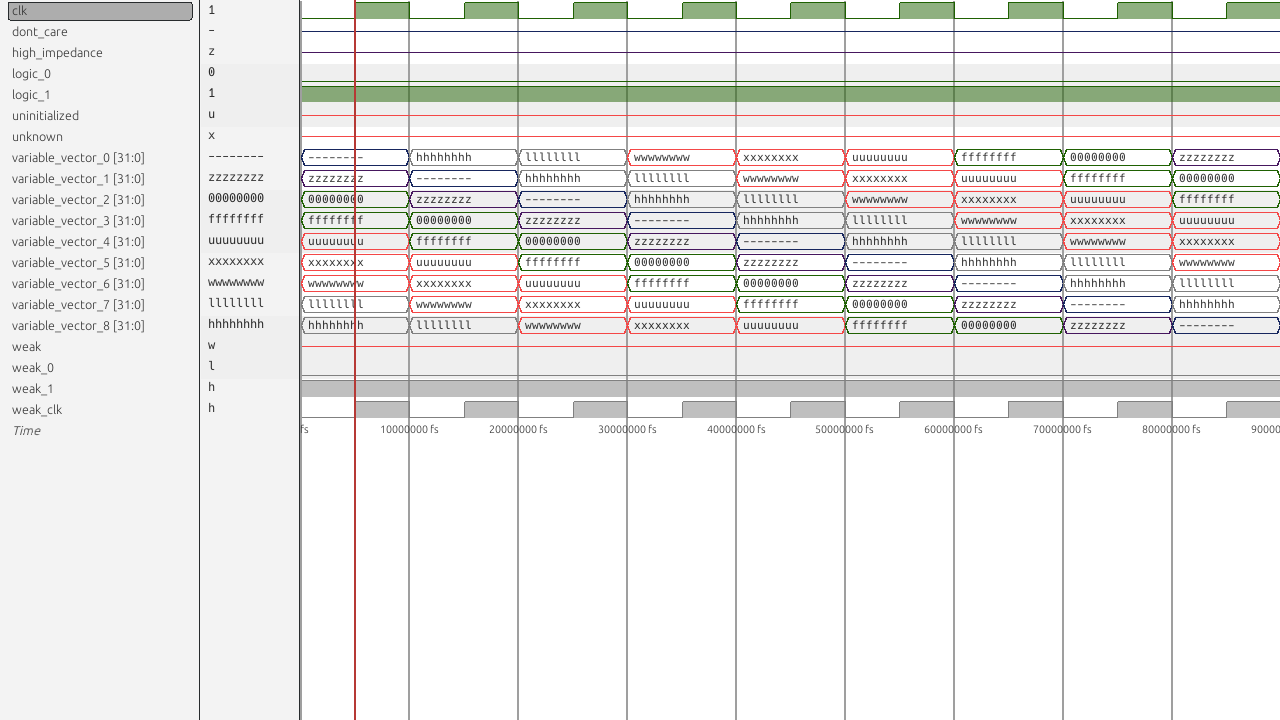 clk 1
dont_care -
high_impedance z
logic_0 0
logic_1 1
uninitialized u
unknown x
variable_vector_0 [31:0] -------- -------- hhhhhhhh llllllll wwwwwwww xxxxxxxx uuuuuuuu ffffffff 00000000 zzzzzzzz
variable_vector_1 [31:0] zzzzzzzz zzzzzzzz -------- hhhhhhhh llllllll wwwwwwww xxxxxxxx uuuuuuuu ffffffff 00000000
variable_vector_2 [31:0] 00000000 00000000 zzzzzzzz -------- hhhhhhhh llllllll wwwwwwww xxxxxxxx uuuuuuuu ffffffff
variable_vector_3 [31:0] ffffffff ffffffff 00000000 zzzzzzzz -------- hhhhhhhh llllllll wwwwwwww xxxxxxxx uuuuuuuu
variable_vector_4 [31:0] uuuuuuuu uuuuuuuu ffffffff 00000000 zzzzzzzz -------- hhhhhhhh llllllll wwwwwwww xxxxxxxx
variable_vector_5 [31:0] xxxxxxxx xxxxxxxx uuuuuuuu ffffffff 00000000 zzzzzzzz -------- hhhhhhhh llllllll wwwwwwww
variable_vector_6 [31:0] wwwwwwww wwwwwwww xxxxxxxx uuuuuuuu ffffffff 00000000 zzzzzzzz -------- hhhhhhhh llllllll
variable_vector_7 [31:0] llllllll llllllll wwwwwwww xxxxxxxx uuuuuuuu ffffffff 00000000 zzzzzzzz -------- hhhhhhhh
variable_vector_8 [31:0] hhhhhhhh hhhhhhhh llllllll wwwwwwww xxxxxxxx uuuuuuuu ffffffff 00000000 zzzzzzzz --------
weak w
weak_0 l
weak_1 h
weak_clk h
Time fs 10000000 fs 20000000 fs 30000000 fs 40000000 fs 50000000 fs 60000000 fs 70000000 fs 80000000 fs 90000